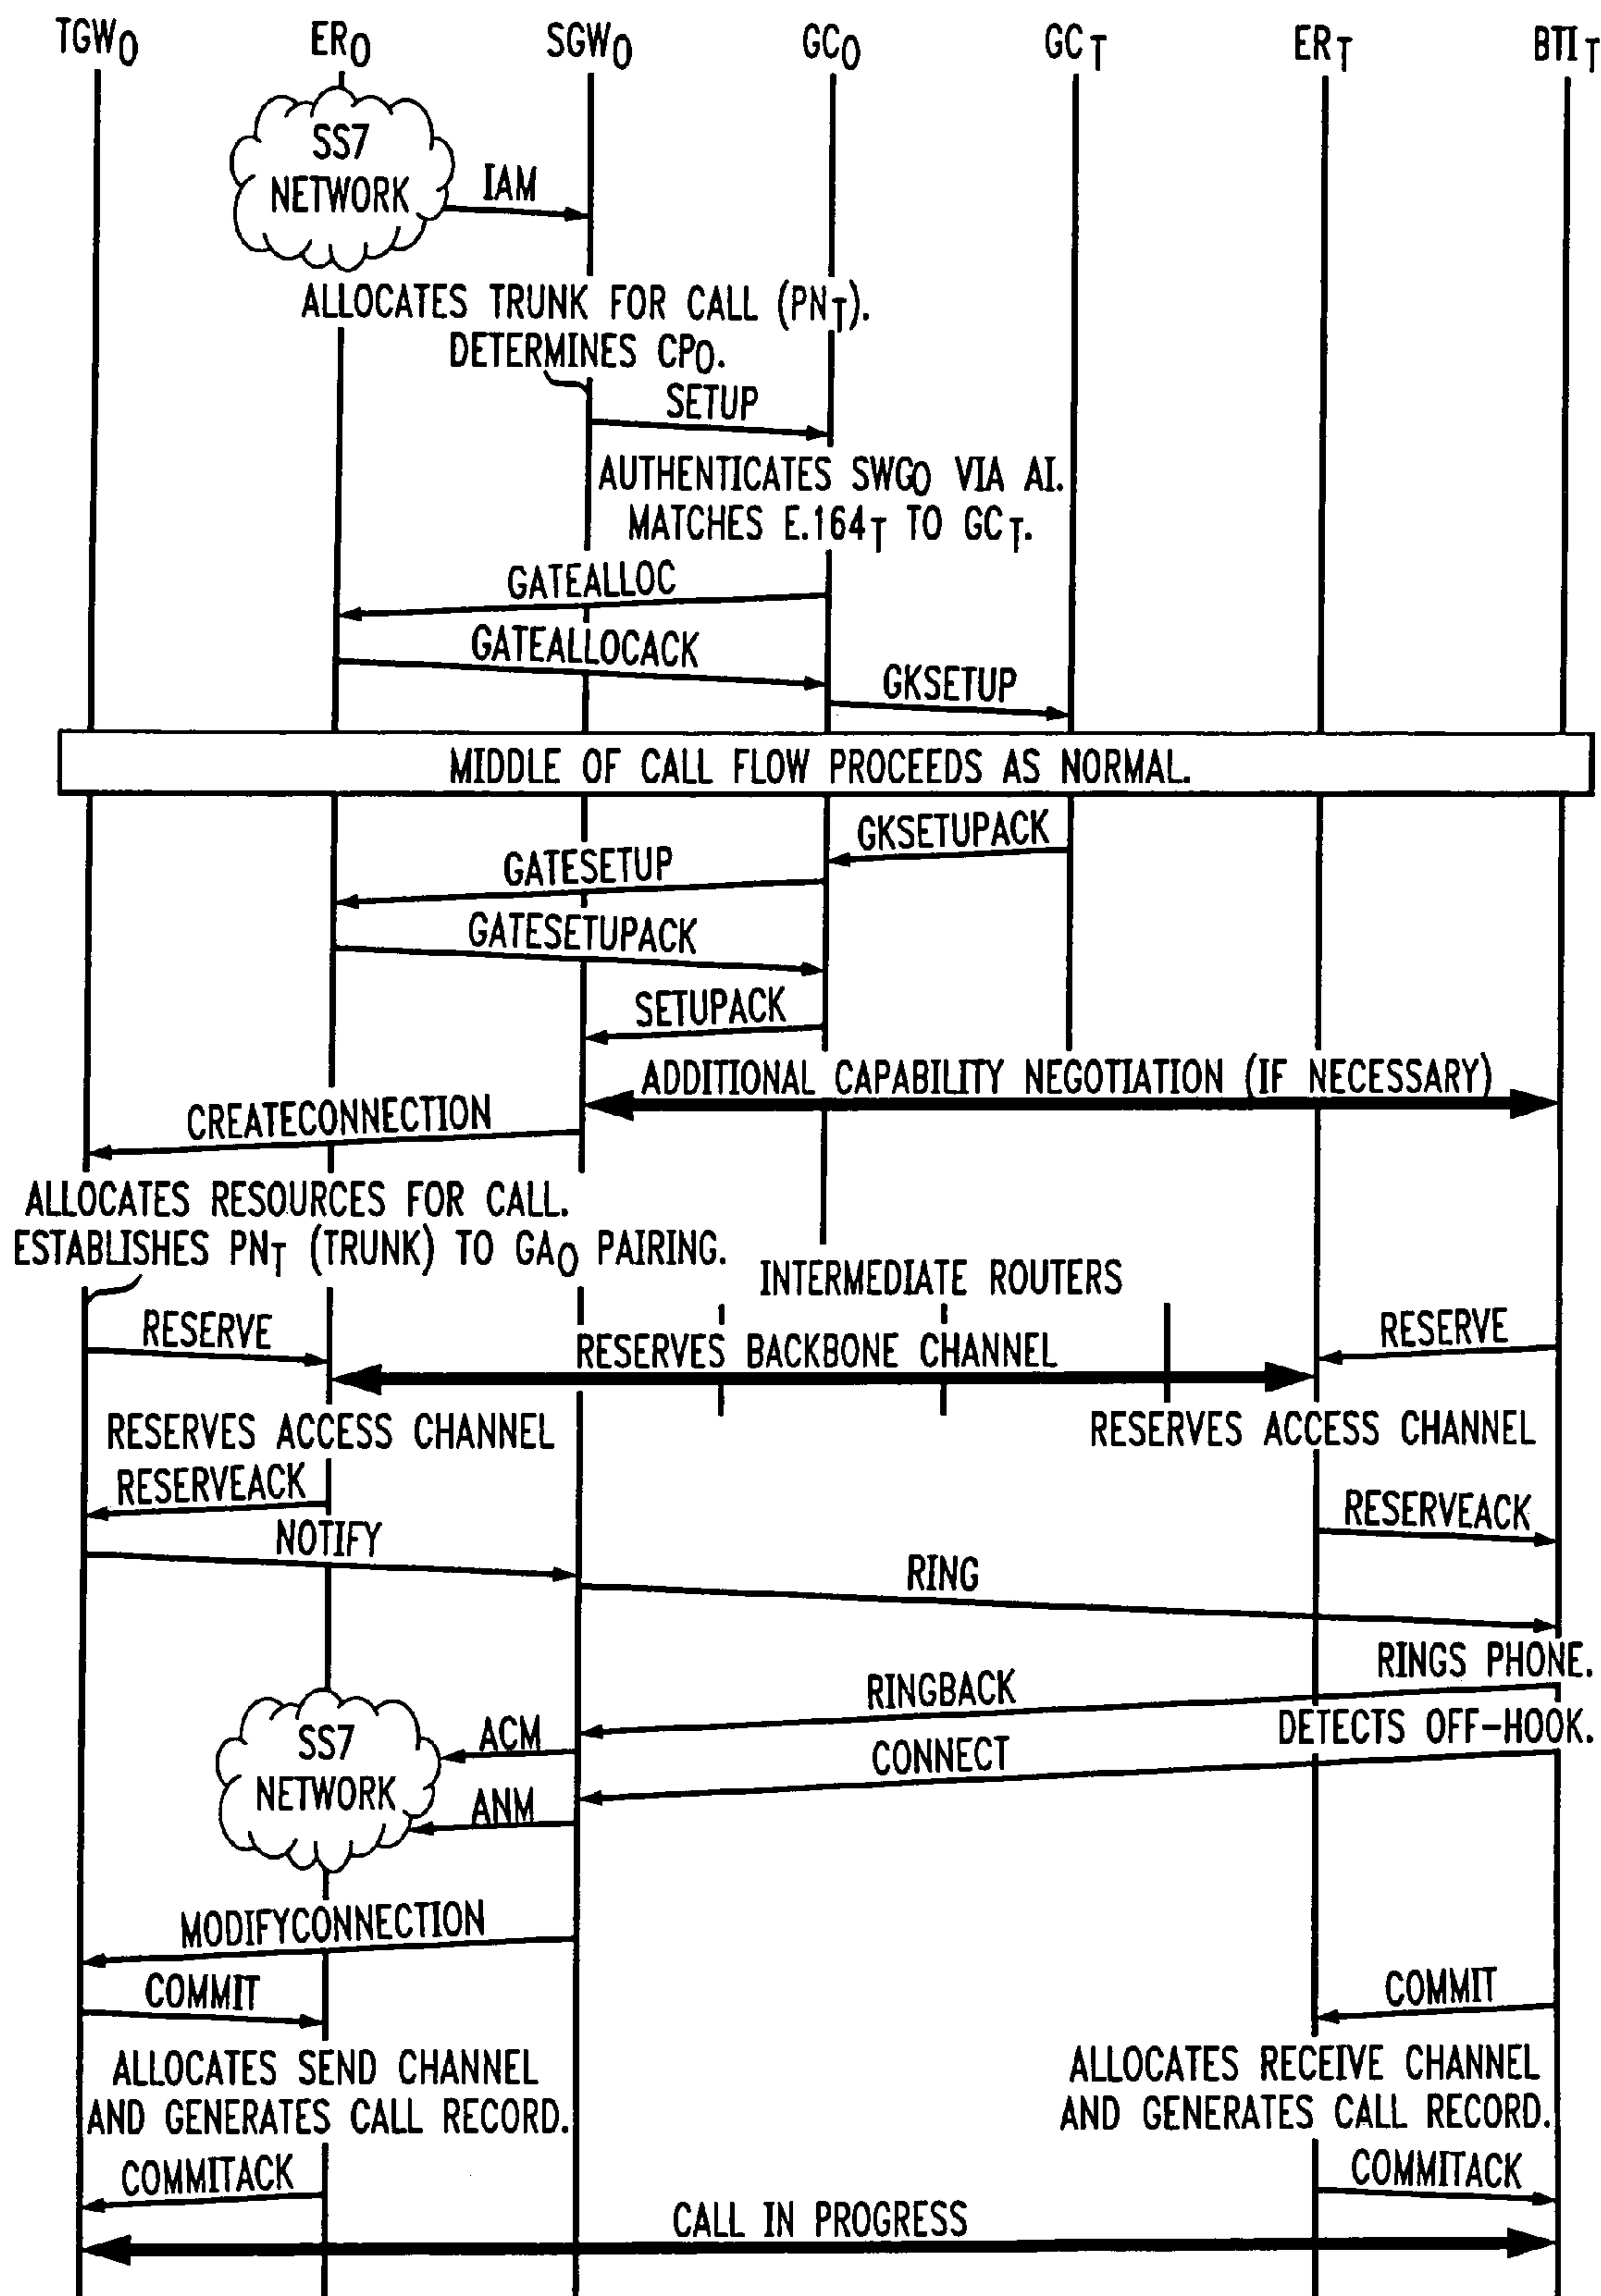 TGWO ERO SGWO GCO GCT ERT BTIT
SS7
NETWORK
IAM
ALLOCATES TRUNK FOR CALL (PNT).
DETERMINES CPO.
SETUP
AUTHENTICATES SWGO VIA AI.
MATCHES E.164T TO GCT.
GATEALLOC
GATEALLOCACK
GKSETUP
MIDDLE OF CALL FLOW PROCEEDS AS NORMAL.
GKSETUPACK
GATESETUP
GATESETUPACK
SETUPACK
ADDITIONAL CAPABILITY NEGOTIATION (IF NECESSARY)
CREATECONNECTION
ALLOCATES RESOURCES FOR CALL.
ESTABLISHES PNT (TRUNK) TO GAO PAIRING.
INTERMEDIATE ROUTERS
RESERVE
RESERVES BACKBONE CHANNEL
RESERVE
RESERVES ACCESS CHANNEL
RESERVES ACCESS CHANNEL
RESERVEACK
RESERVEACK
NOTIFY
RING
RINGS PHONE.
RINGBACK
DETECTS OFF-HOOK.
SS7
NETWORK
ACM
CONNECT
ANM
MODIFYCONNECTION
COMMIT
COMMIT
ALLOCATES SEND CHANNEL
AND GENERATES CALL RECORD.
ALLOCATES RECEIVE CHANNEL
AND GENERATES CALL RECORD.
COMMITACK
COMMITACK
CALL IN PROGRESS